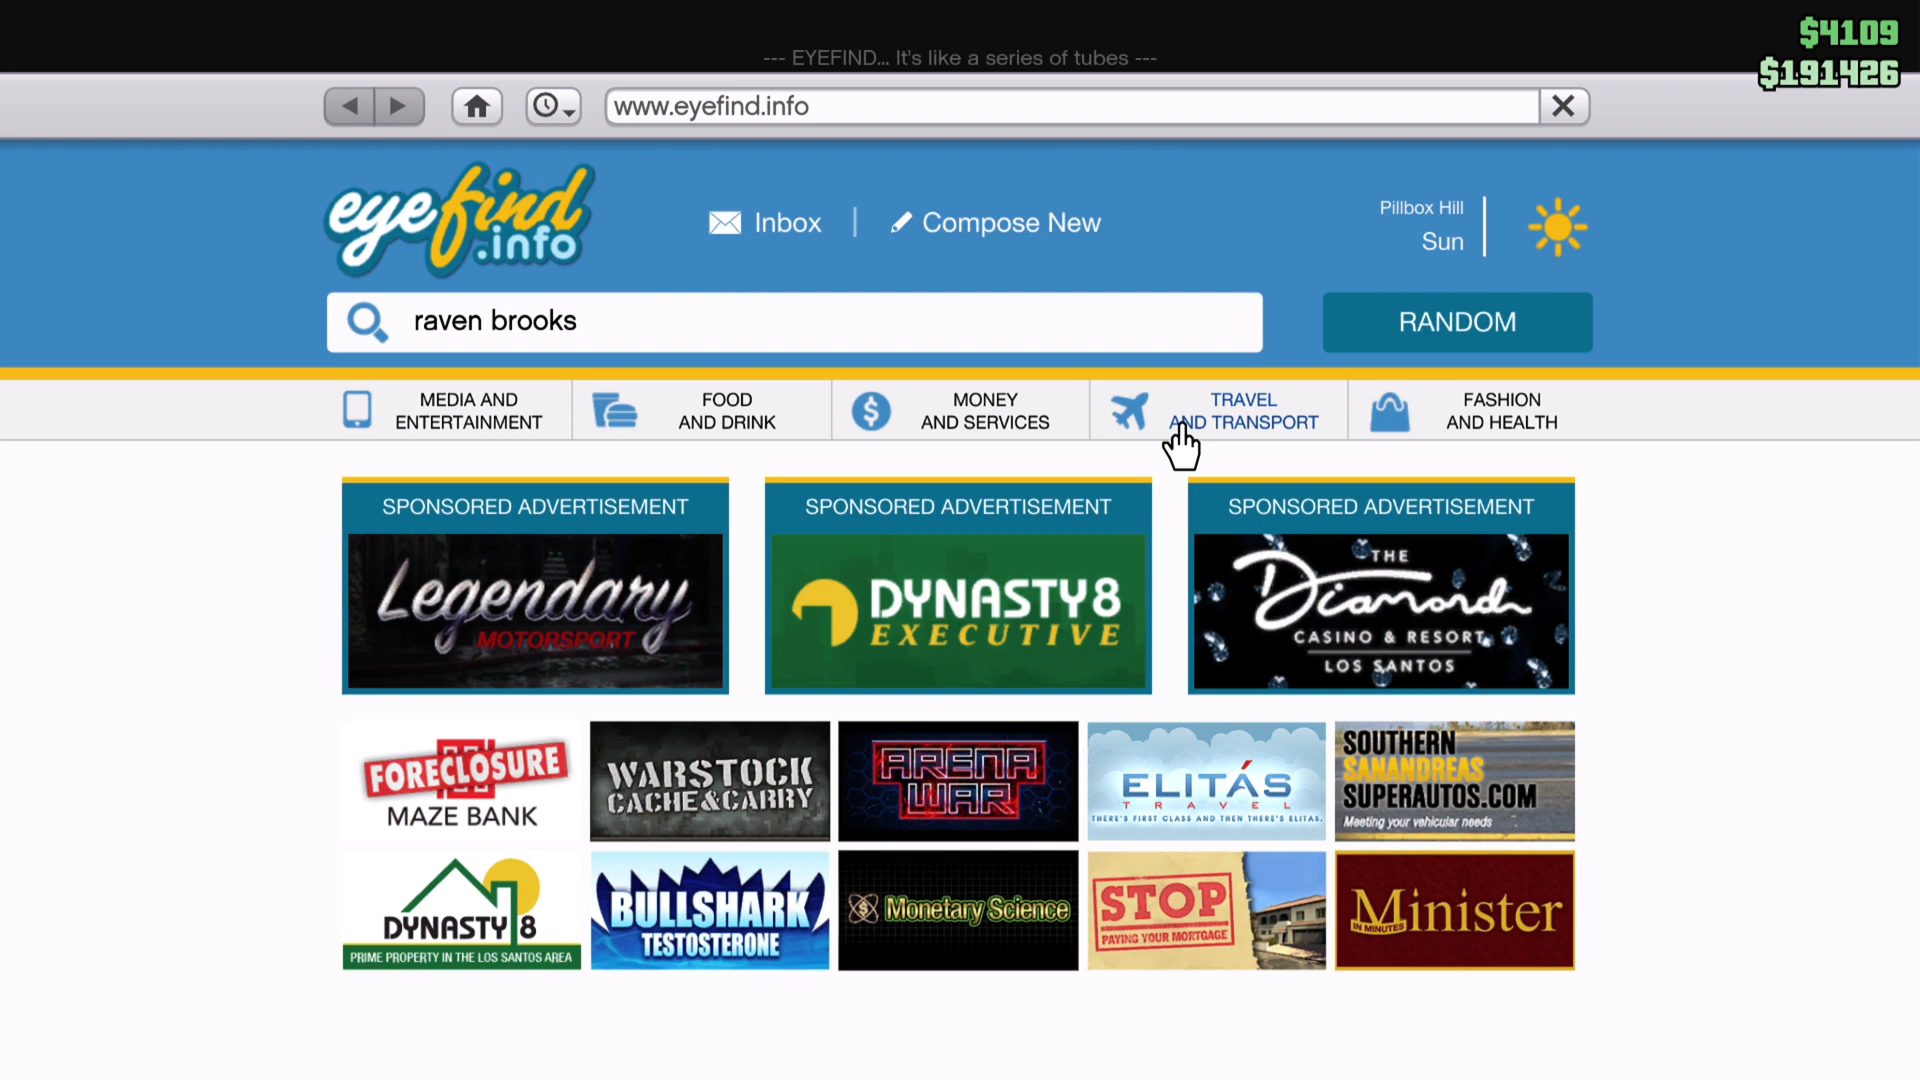 $4109
--- EYEFIND... It's like a series of tubes ---
$191426
www.eyefind.info
eyefind
.info
Inbox
Compose New
Pillbox Hill
Sun
raven brooks
RANDOM
MEDIA AND
ENTERTAINMENT
FOOD
AND DRINK
MONEY
AND SERVICES
TRAVEL
AND TRANSPORT
FASHION
AND HEALTH
SPONSORED ADVERTISEMENT
Legendary
MOTORSPORT
SPONSORED ADVERTISEMENT
DYNASTY8
EXECUTIVE
SPONSORED ADVERTISEMENT
THE
Diamond
CASINO & RESORT
LOS SANTOS
FORECLOSURE
MAZE BANK
WARSTOCK
CACHE&CARRY
ARENA
WAR
ELITÁS
TRAVEL
THERE'S FIRST CLASS AND THEN THERE'S ELITAS.
SOUTHERN
SANANDREAS
SUPERAUTOS.COM
Meeting your vehicular needs
DYNASTY 8
PRIME PROPERTY IN THE LOS SANTOS AREA
BULLSHARK
TESTOSTERONE
Monetary Science
STOP
PAYING YOUR MORTGAGE
Minister
IN MINUTES